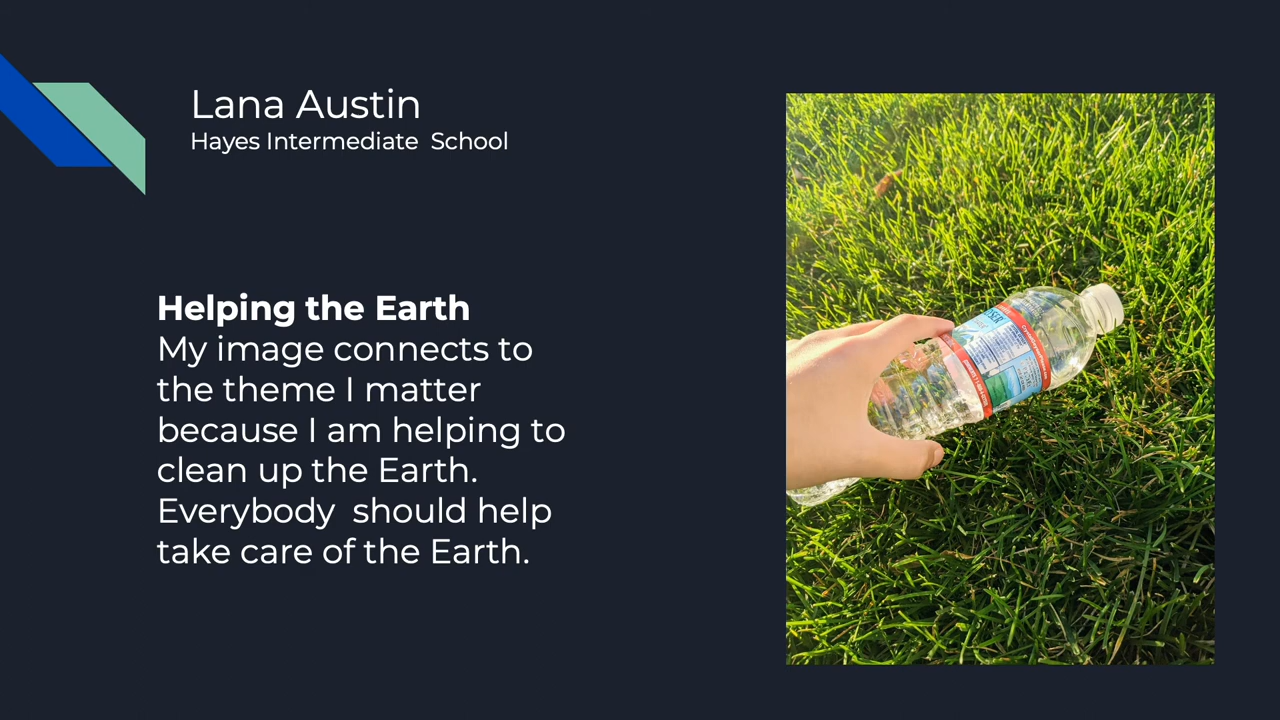 Lana Austin
Hayes Intermediate  School
Helping the Earth
My image connects to
the theme I matter
because I am helping to
clean up the Earth.
Everybody  should help
take care of the Earth.